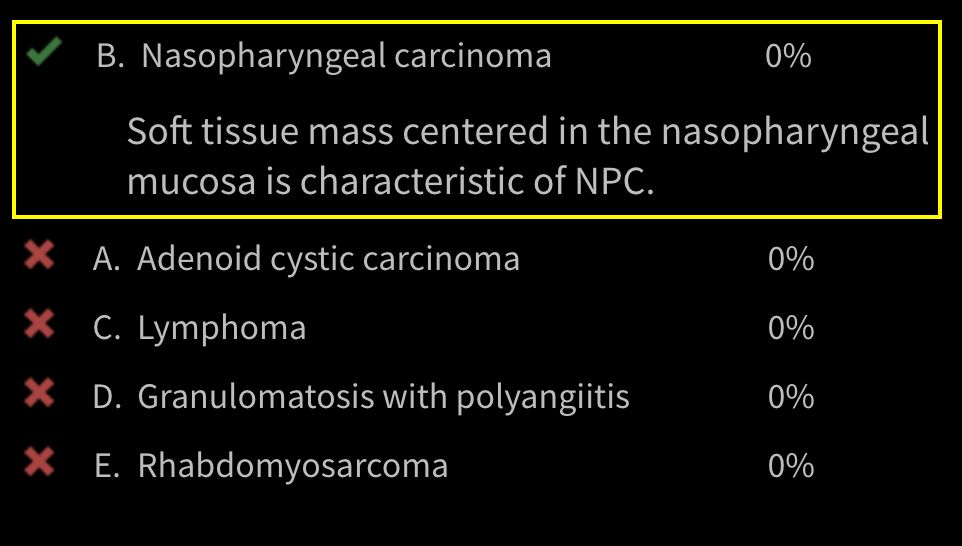 B. Nasopharyngeal carcinoma 0%
Soft tissue mass centered in the nasopharyngeal
mucosa is characteristic of NPC.
A. Adenoid cystic carcinoma 0%
C. Lymphoma 0%
D. Granulomatosis with polyangiitis 0%
E. Rhabdomyosarcoma 0%